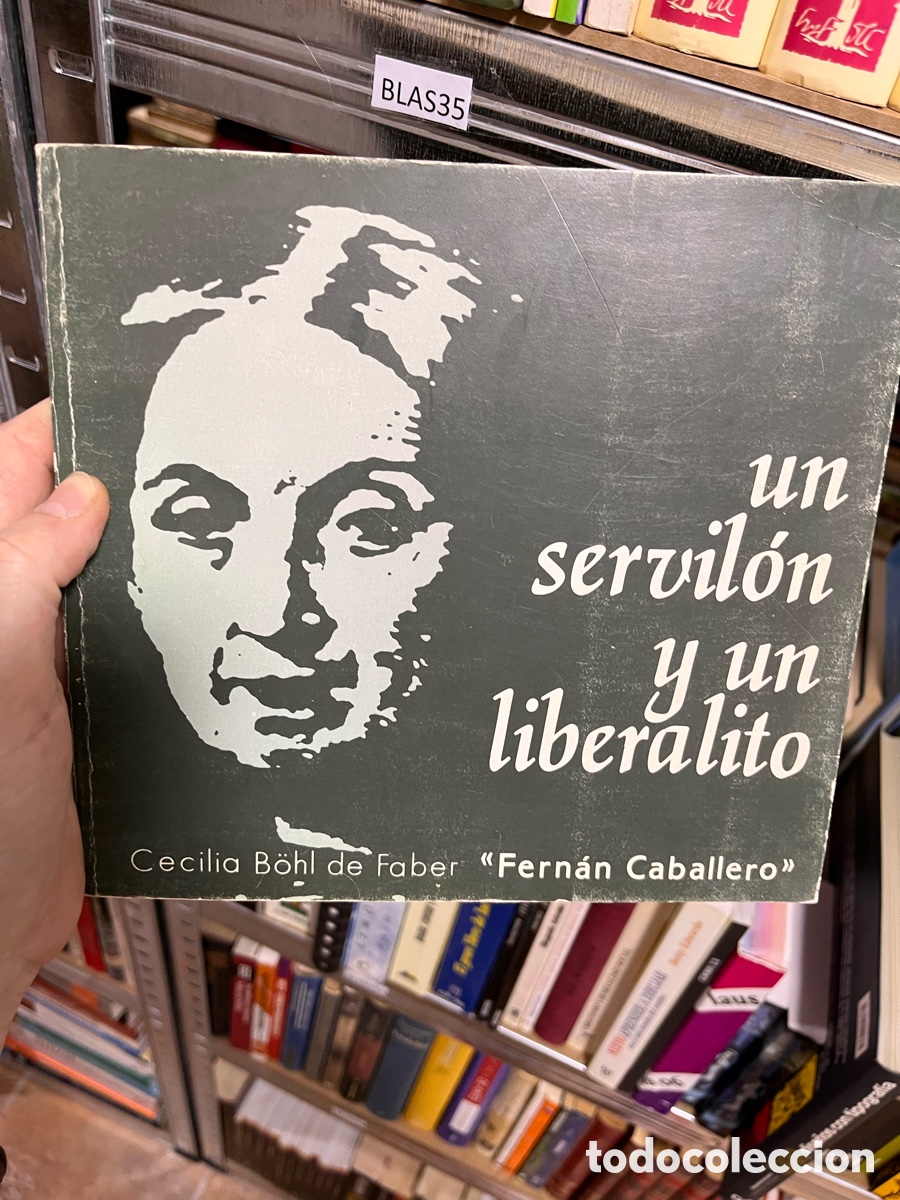 BLAS35
un
servilón
y un
liberalito
Cecilia Böhl de Faber «Fernán Caballero»
todocoleccion